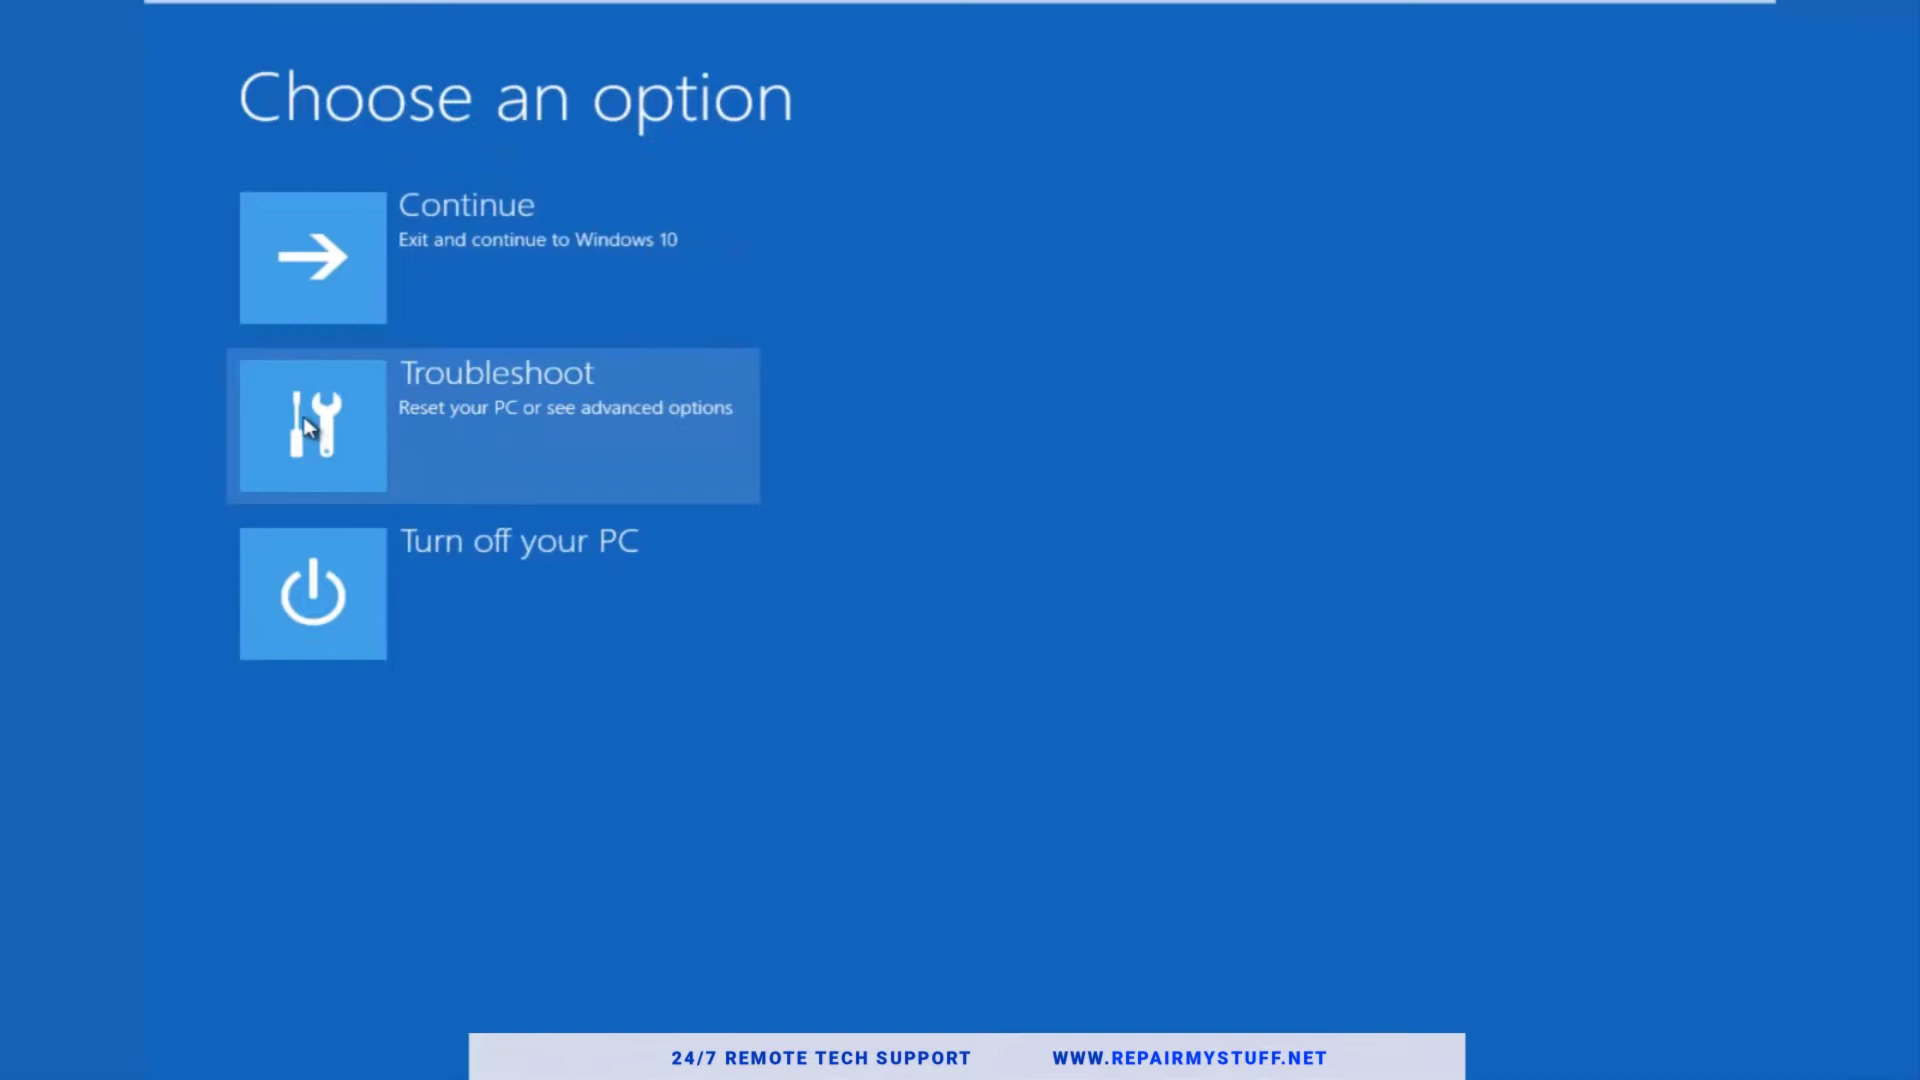 Choose an option
Continue
Exit and continue to Windows 10
Troubleshoot
Reset your PC or see advanced options
Turn off your PC
24/7 REMOTE TECH SUPPORT WWW.REPAIRMYSTUFF.NET